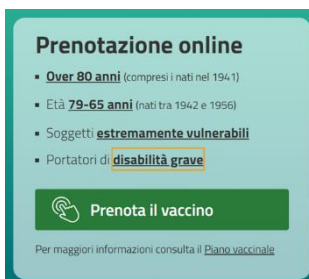 Prenotazione online
▪ Over 80 anni (compresi i nati nel 1941)
▪ Età 79-65 anni (nati tra 1942 e 1956)
▪ Soggetti estremamente vulnerabili
▪ Portatori di disabilità grave
Prenota il vaccino
Per maggiori informazioni consulta il Piano vaccinale